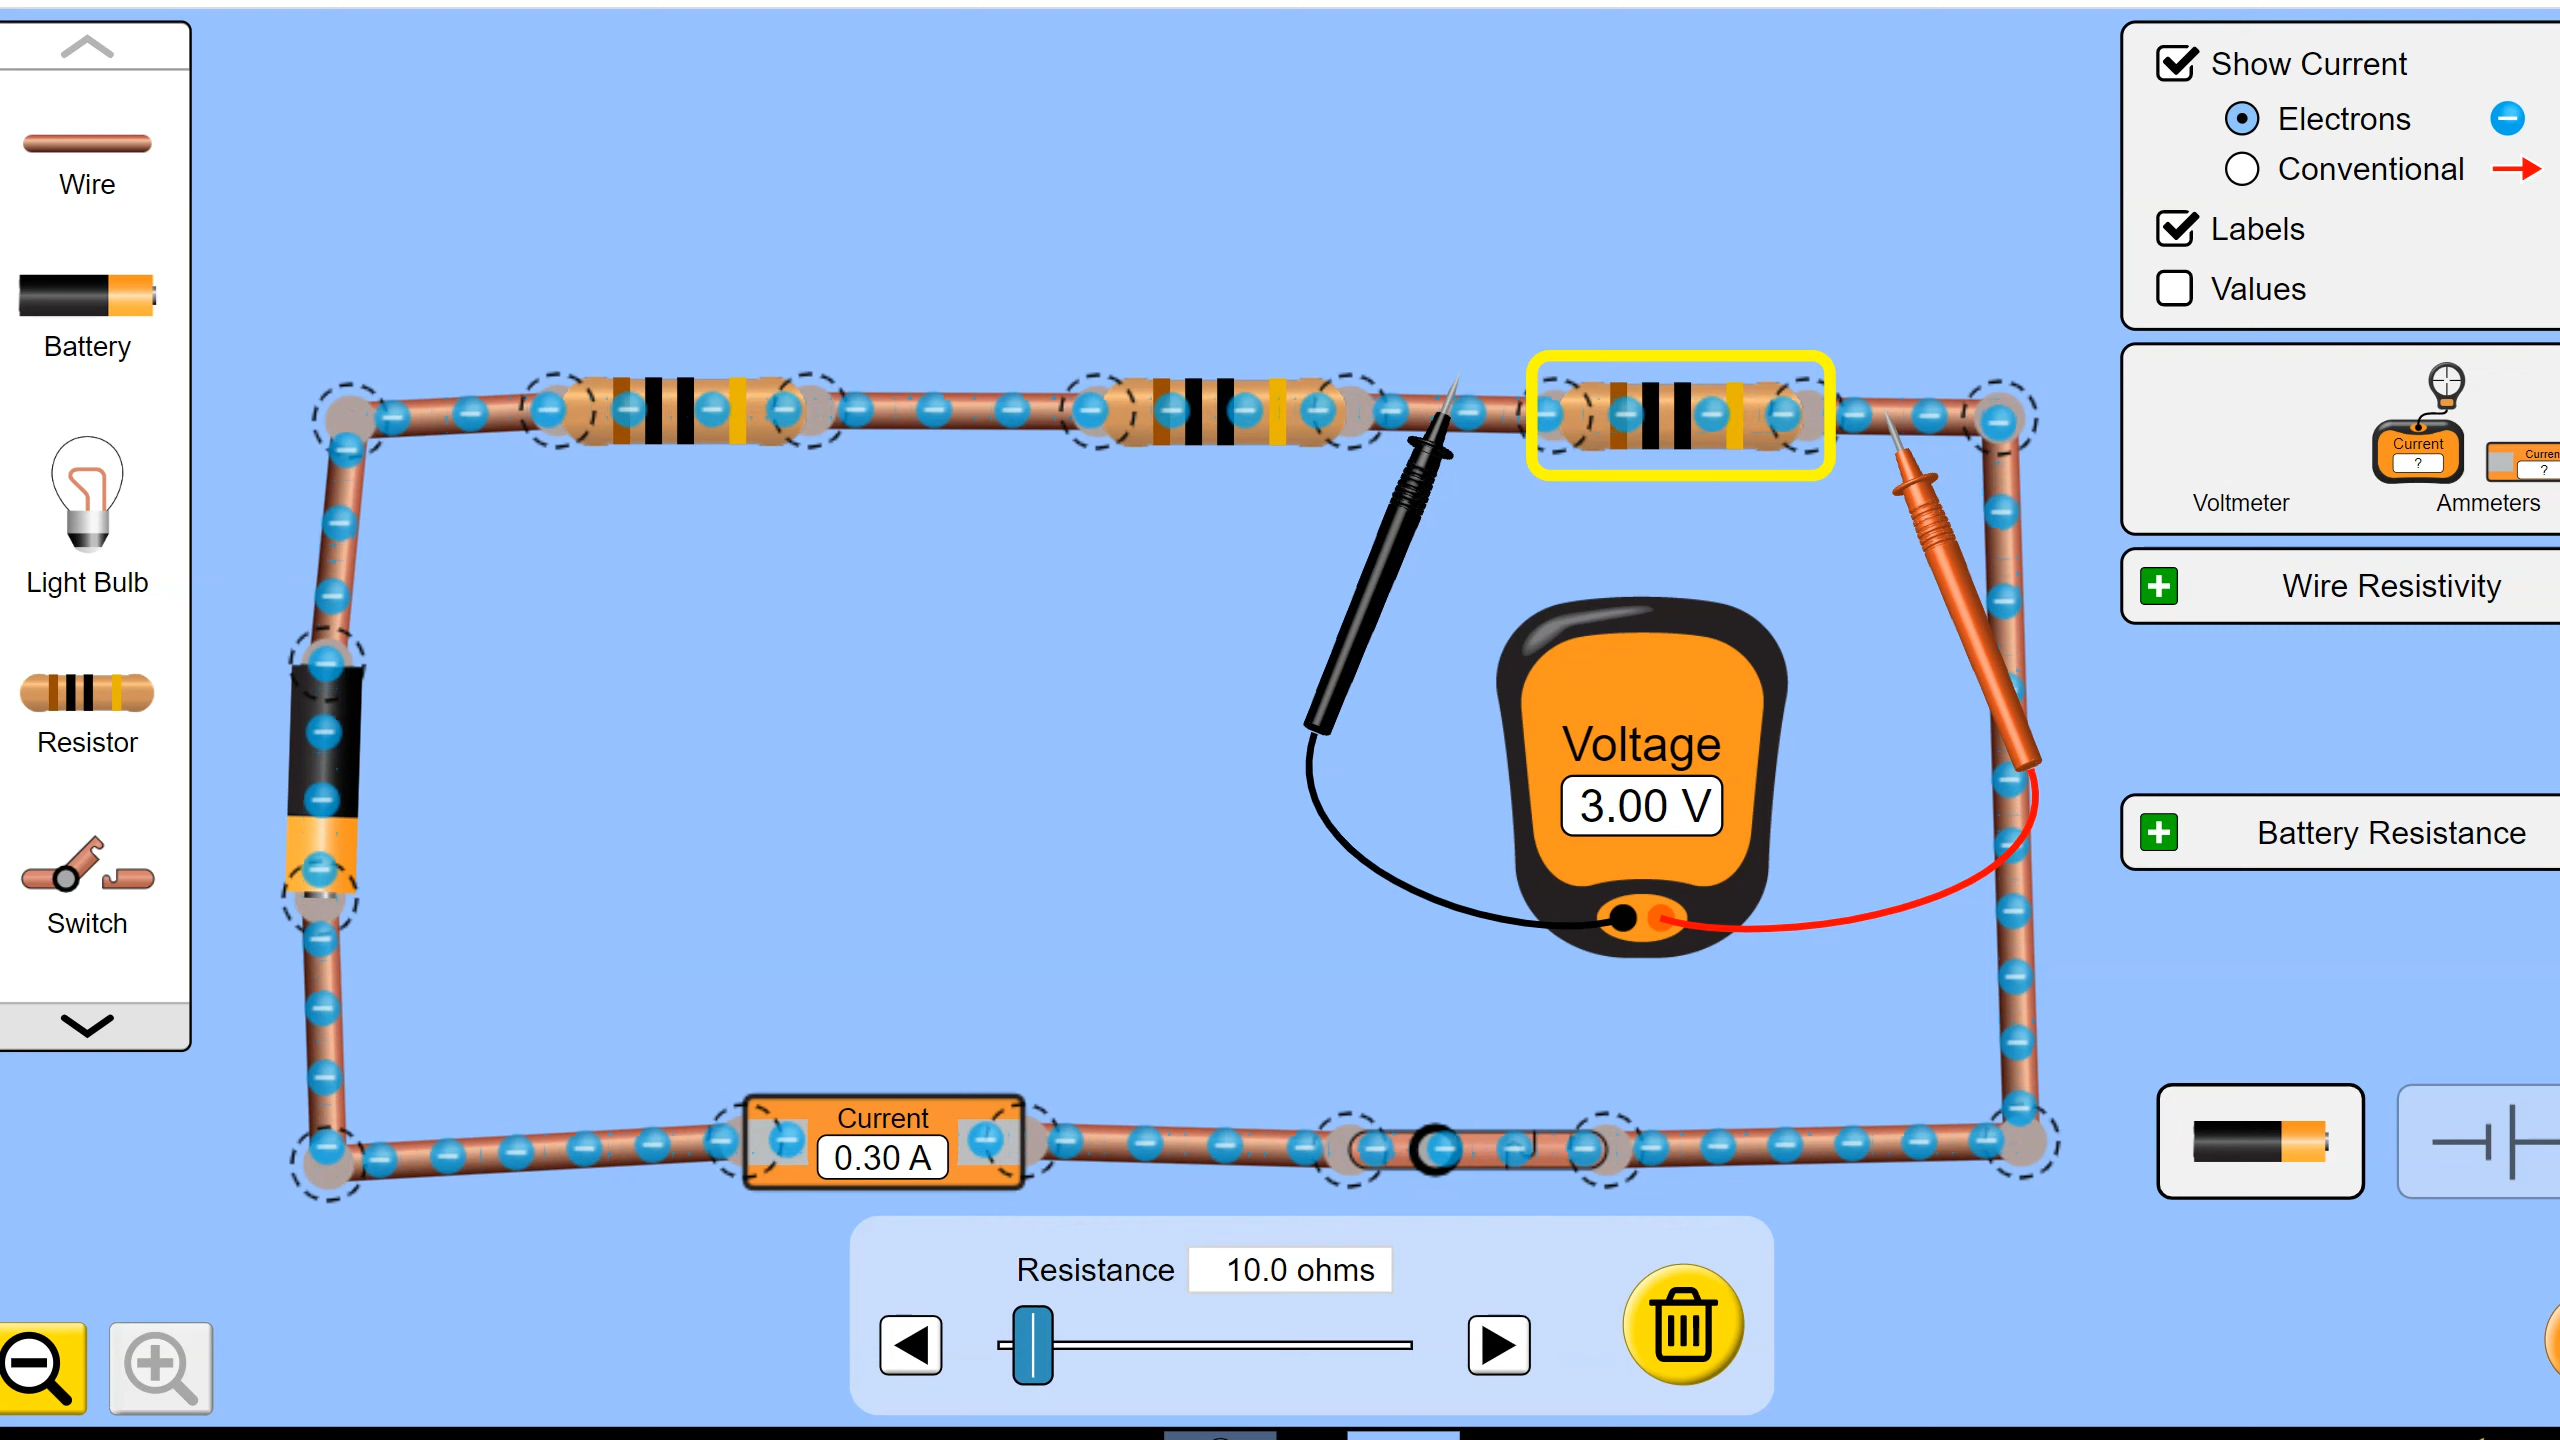 Wire
Battery
Light Bulb
Resistor
Switch
Show Current
Electrons
Conventional
Labels
Values
Current
?
Curren
?
Voltmeter
Ammeters
Wire Resistivity
Battery Resistance
Voltage
3.00 V
Current
0.30 A
Resistance 10.0 ohms